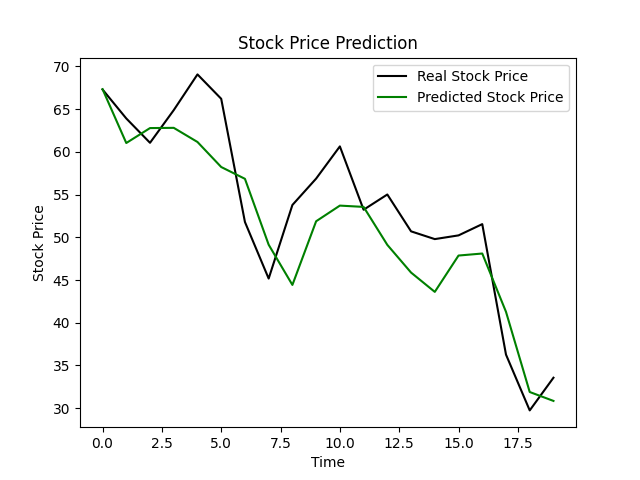 Stock Price Prediction
Real Stock Price
Predicted Stock Price
Stock Price
70
65
60
55
50
45
40
35
30
0.0 2.5 5.0 7.5 10.0 12.5 15.0 17.5
Time